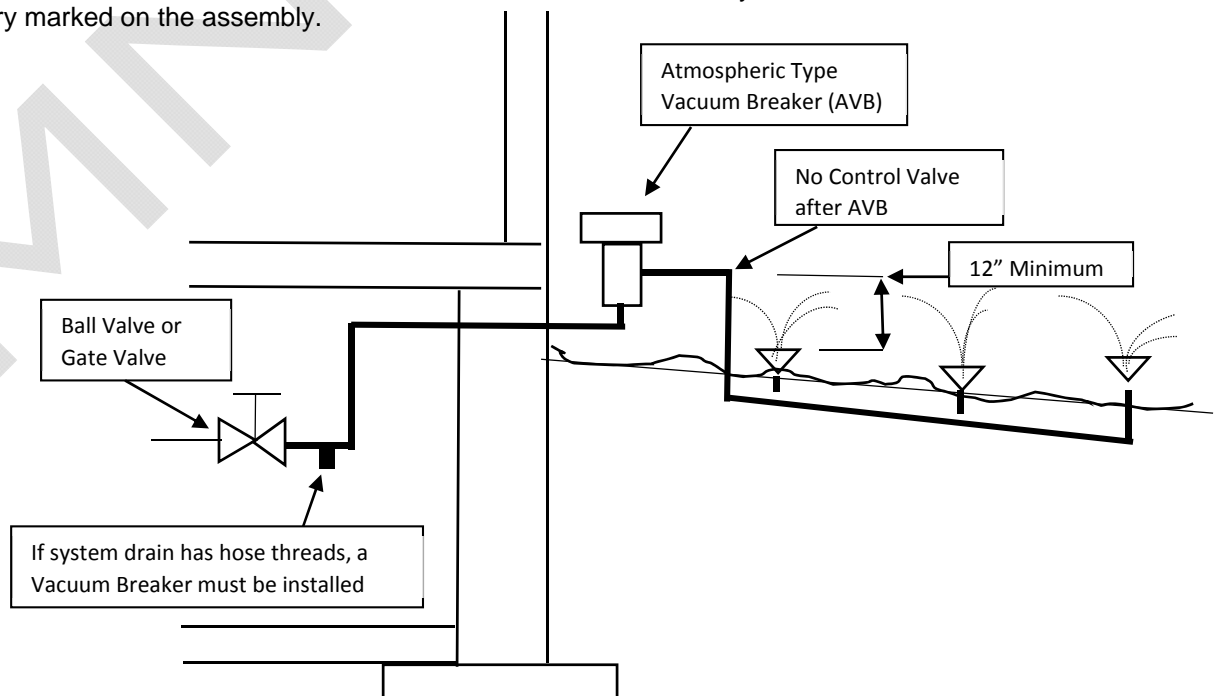 ry marked on the assembly.
Atmospheric Type
Vacuum Breaker (AVB)
No Control Valve
after AVB
12” Minimum
Ball Valve or
Gate Valve
If system drain has hose threads, a
Vacuum Breaker must be installed